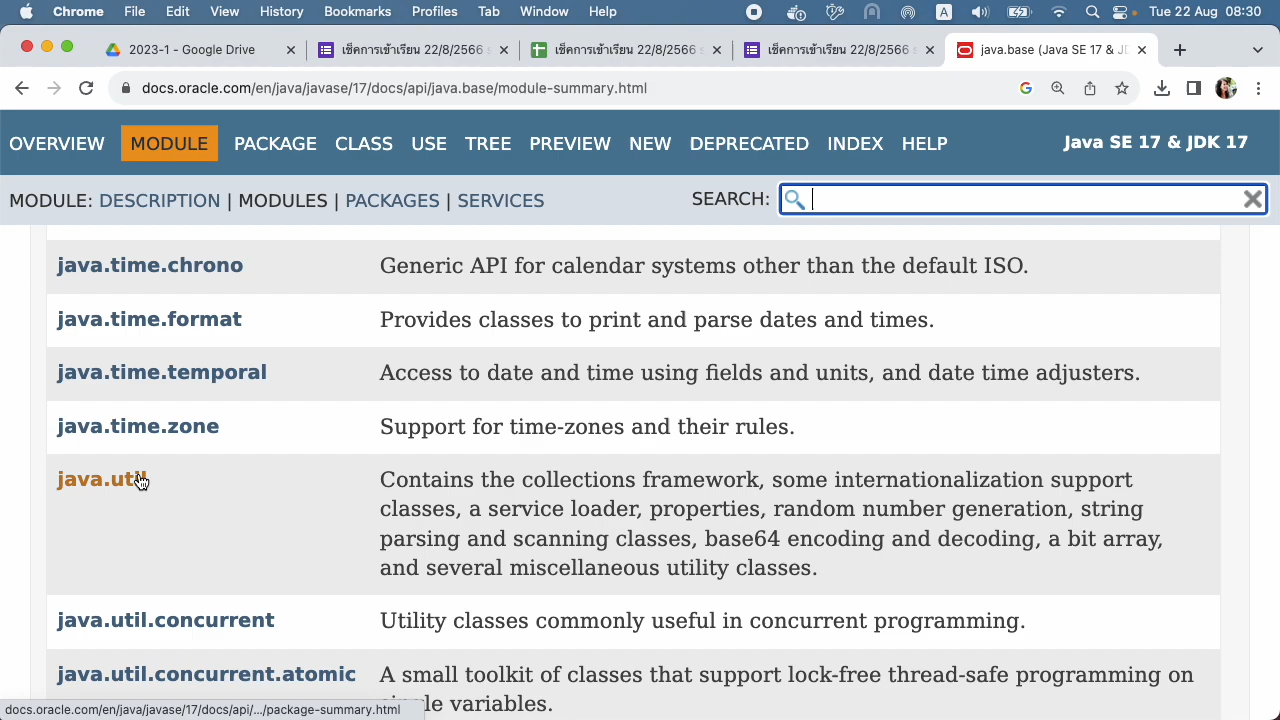 Chrome File Edit View History Bookmarks Profiles Tab Window Help A Tue 22 Aug 08:30
2023-1 - Google Drive เช็คการเข้าเรียน 22/8/2566 เช็คการเข้าเรียน 22/8/2566 เช็คการเข้าเรียน 22/8/2566 java.base (Java SE 17 & JD
docs.oracle.com/en/java/javase/17/docs/api/java.base/module-summary.html
OVERVIEW MODULE PACKAGE CLASS USE TREE PREVIEW NEW DEPRECATED INDEX HELP Java SE 17 & JDK 17
MODULE: DESCRIPTION | MODULES | PACKAGES | SERVICES SEARCH:
java.time.chrono Generic API for calendar systems other than the default ISO.
java.time.format Provides classes to print and parse dates and times.
java.time.temporal Access to date and time using fields and units, and date time adjusters.
java.time.zone Support for time-zones and their rules.
java.util Contains the collections framework, some internationalization support
classes, a service loader, properties, random number generation, string
parsing and scanning classes, base64 encoding and decoding, a bit array,
and several miscellaneous utility classes.
java.util.concurrent Utility classes commonly useful in concurrent programming.
java.util.concurrent.atomic A small toolkit of classes that support lock-free thread-safe programming on
variables.
docs.oracle.com/en/java/javase/17/docs/api/.../package-summary.html